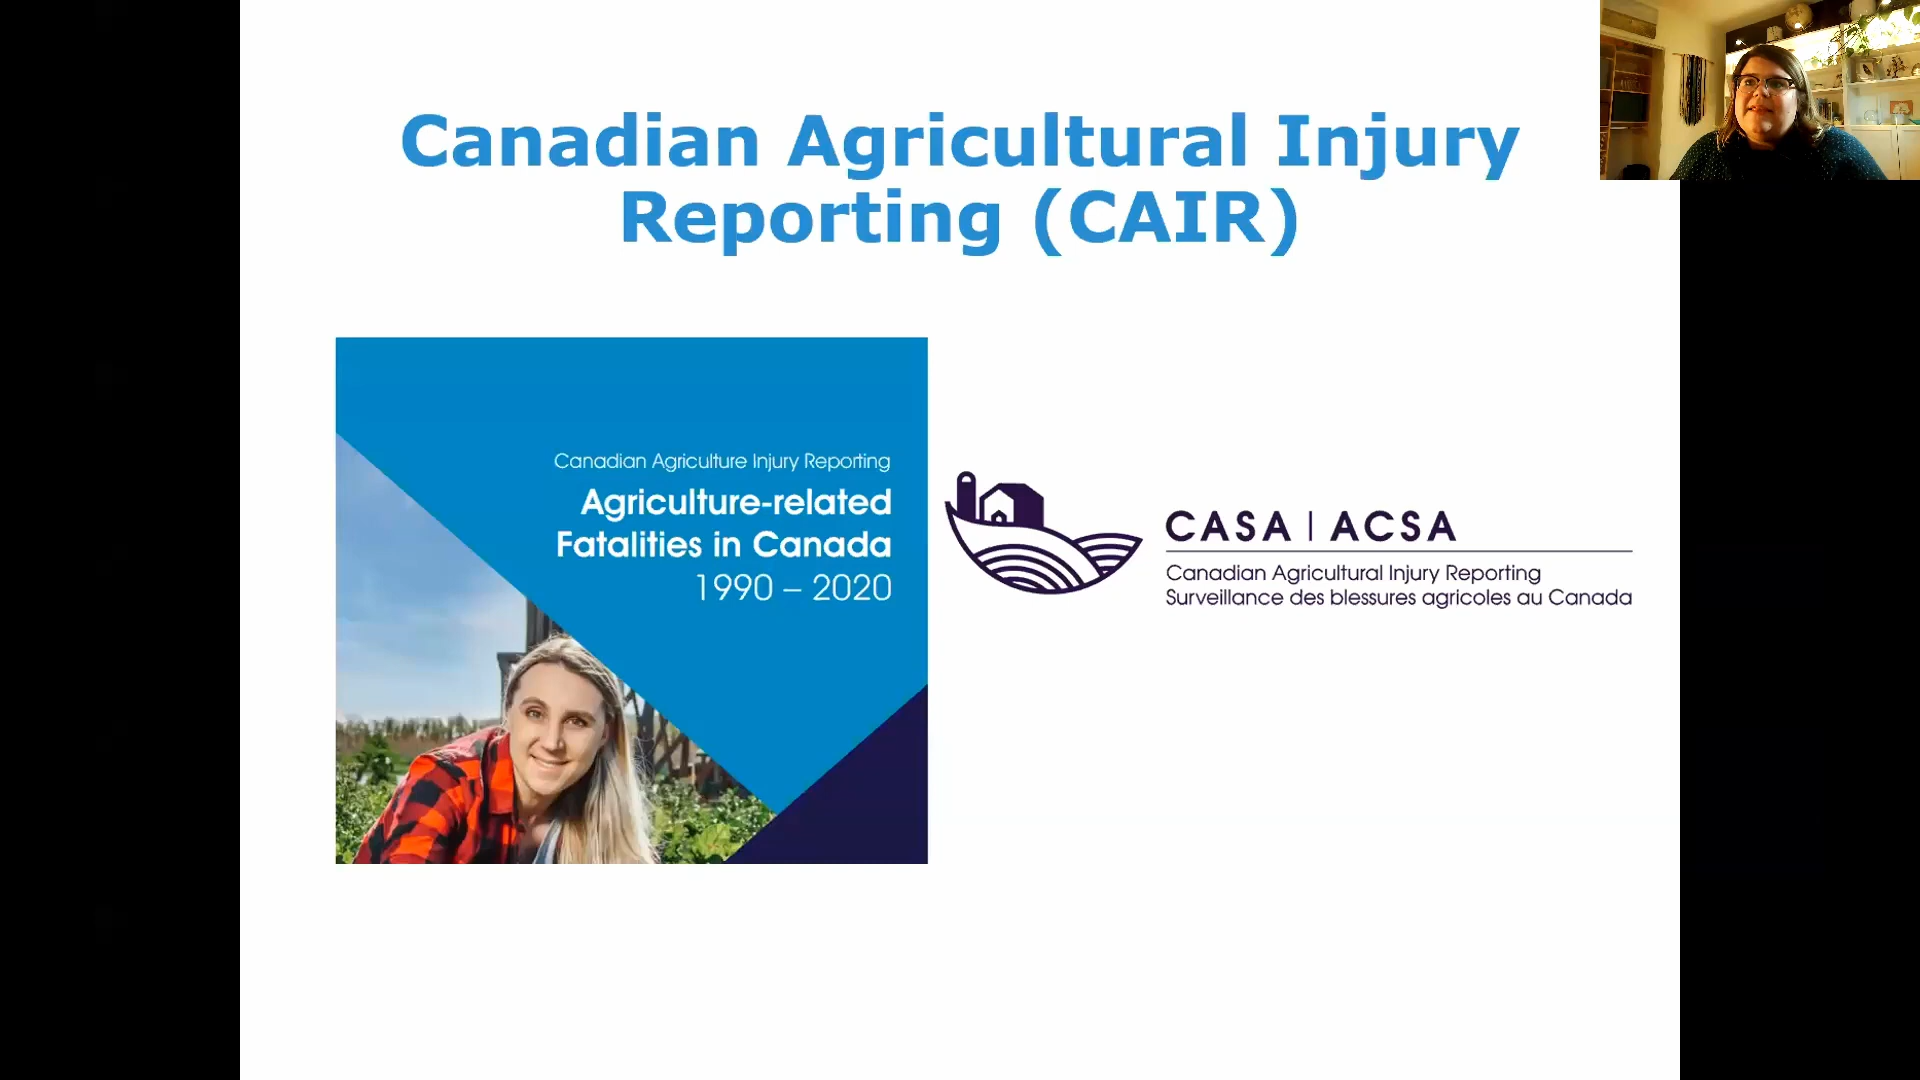 Canadian Agricultural Injury
Reporting (CAIR)
Canadian Agriculture Injury Reporting
Agriculture-related
Fatalities in Canada
1990 – 2020
CASA | ACSA
Canadian Agricultural Injury Reporting
Surveillance des blessures agricoles au Canada